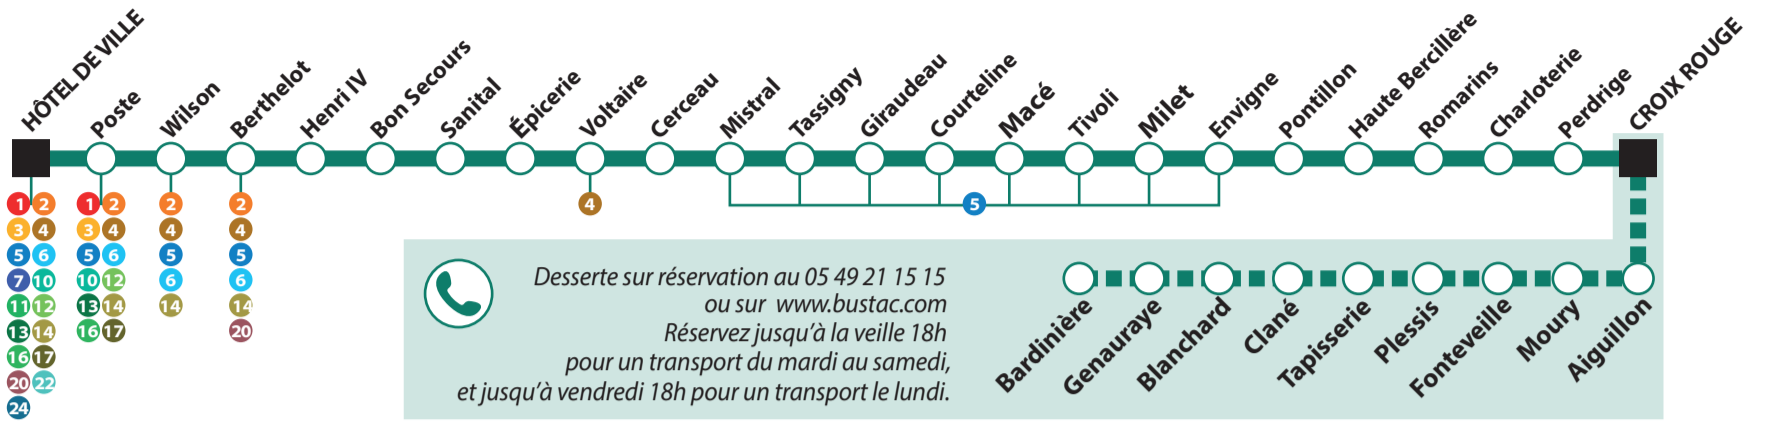 HÔTEL DE VILLE
Poste
Wilson
Berthelot
Henri IV
Bon Secours
Sanital
Épicerie
Voltaire
Cerceau
Mistral
Tassigny
Giraudeau
Courteline
Macé
Tivoli
Milet
Envigne
Pontillon
Haute Bercillère
Romarins
Charloterie
Perdrige
CROIX ROUGE
1 2
3 4
5 6
7 10
11 12
13 14
16 17
20 22
24
1 2
3 4
5 6
10 12
13 14
16 17
2
4
5
6
14
2
4
5
6
14
20
4
5
Desserte sur réservation au 05 49 21 15 15
ou sur www.bustac.com
Réservez jusqu'à la veille 18h
pour un transport du mardi au samedi,
et jusqu'à vendredi 18h pour un transport le lundi.
Bardinière
Genauraye
Blanchard
Clané
Tapisserie
Plessis
Fonteveille
Moury
Aiguillon